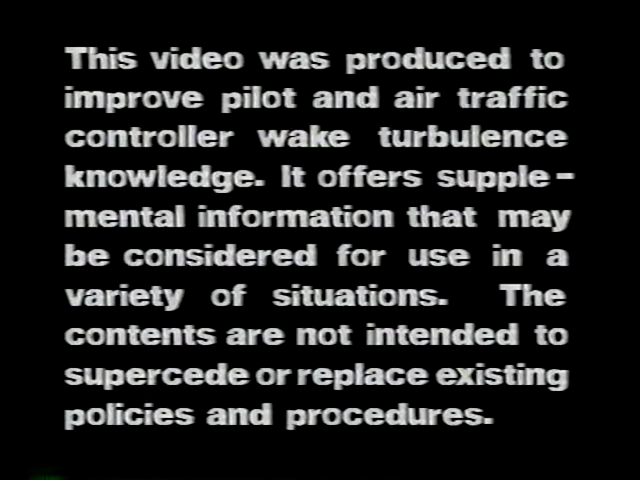 This video was produced to
improve pilot and air traffic
controller wake turbulence
knowledge. It offers supple-
mental information that may
be considered for use in a
variety of situations. The
contents are not intended to
supercede or replace existing
policies and procedures.